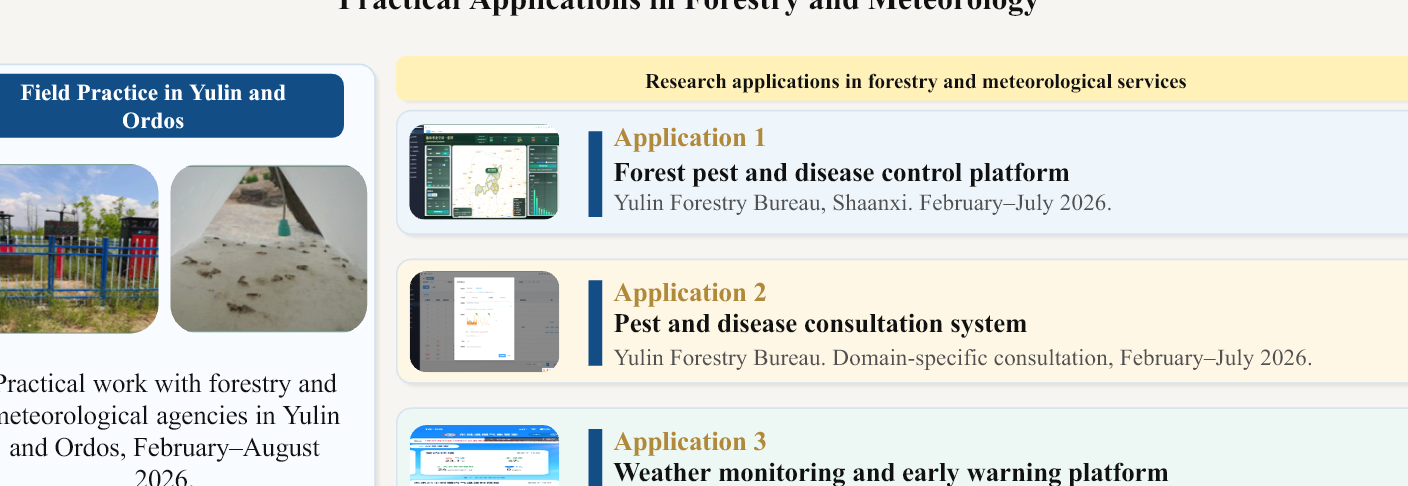 Practical Applications in Forestry and Meteorology
Field Practice in Yulin and
Ordos
Practical work with forestry and
meteorological agencies in Yulin
and Ordos, February–August
2026.
Research applications in forestry and meteorological services
Application 1
Forest pest and disease control platform
Yulin Forestry Bureau, Shaanxi. February–July 2026.
Application 2
Pest and disease consultation system
Yulin Forestry Bureau. Domain-specific consultation, February–July 2026.
Application 3
Weather monitoring and early warning platform